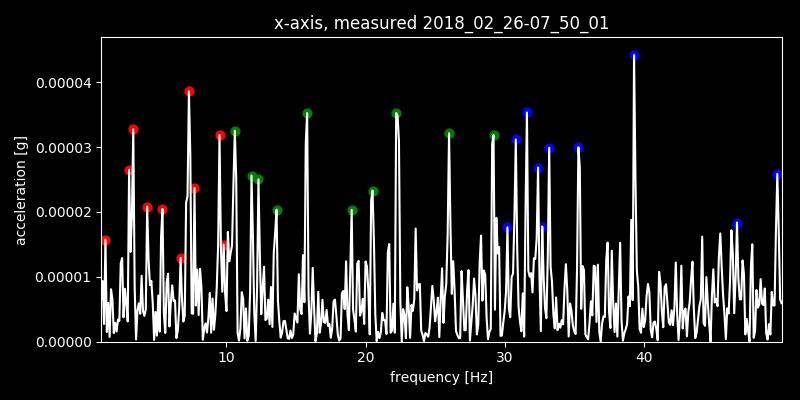 x-axis, measured 2018_02_26-07_50_01
acceleration [g]
0.00004
0.00003
0.00002
0.00001
0.00000
10 20 30 40
frequency [Hz]